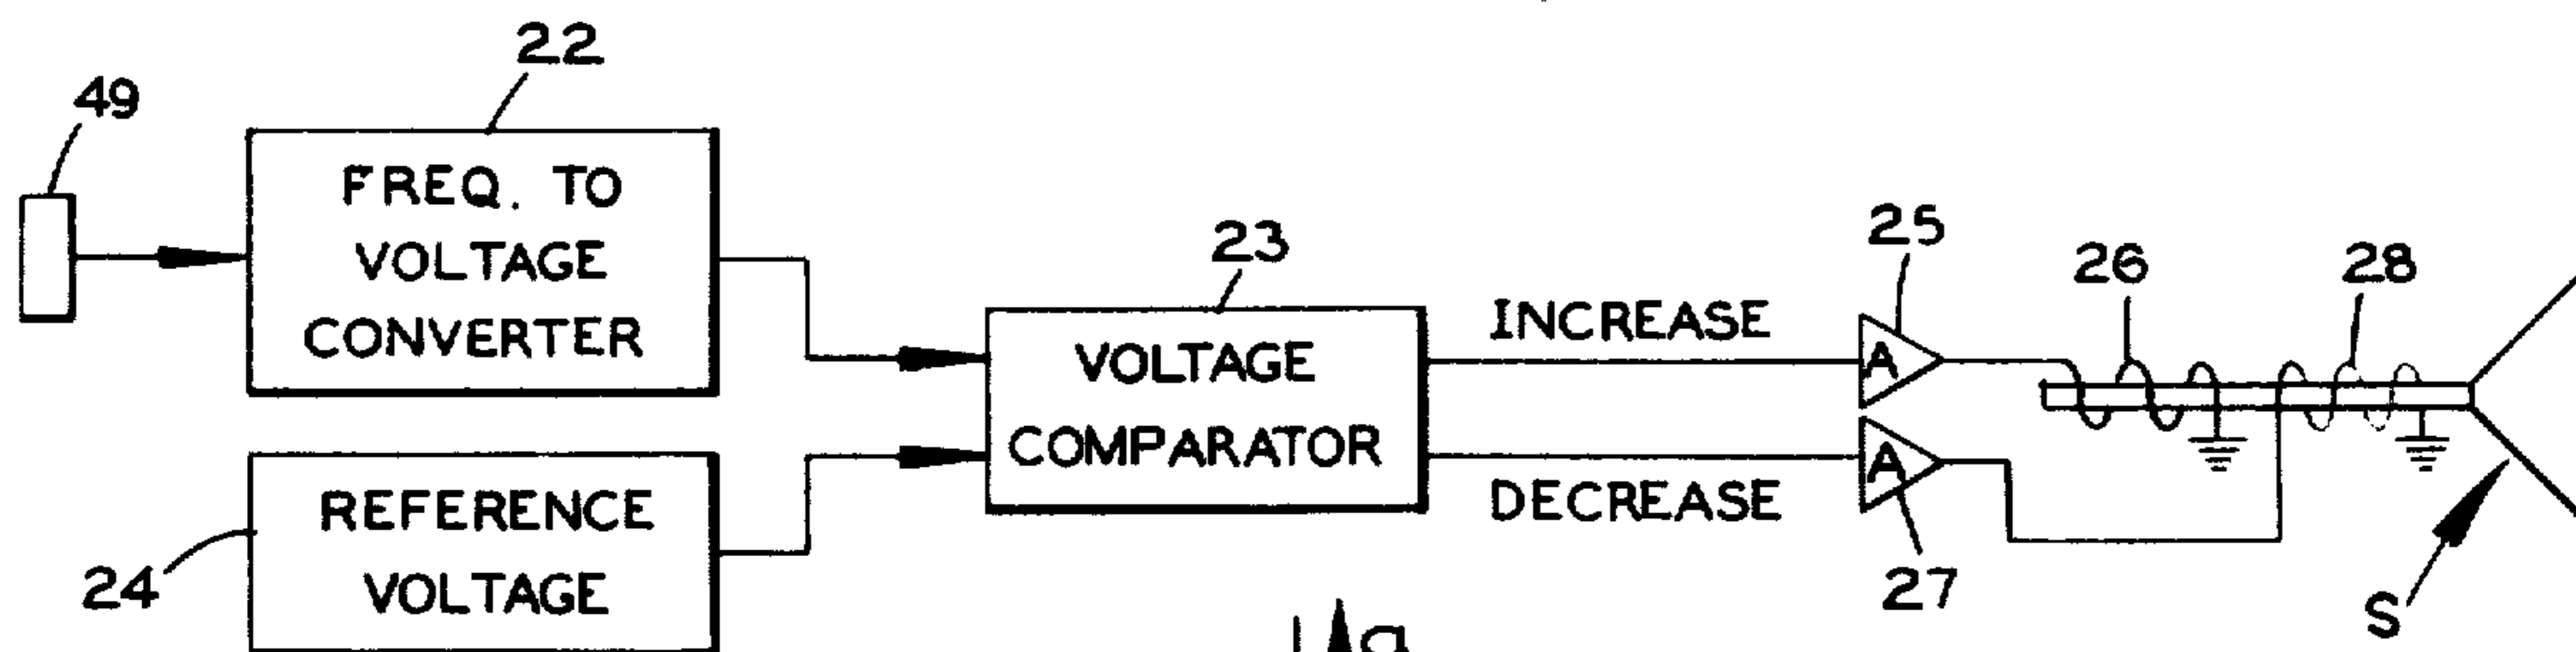 22
49
FREQ. TO
VOLTAGE
CONVERTER
23
25
26
28
INCREASE
A
VOLTAGE
COMPARATOR
A
DECREASE
REFERENCE
VOLTAGE
24
27
S